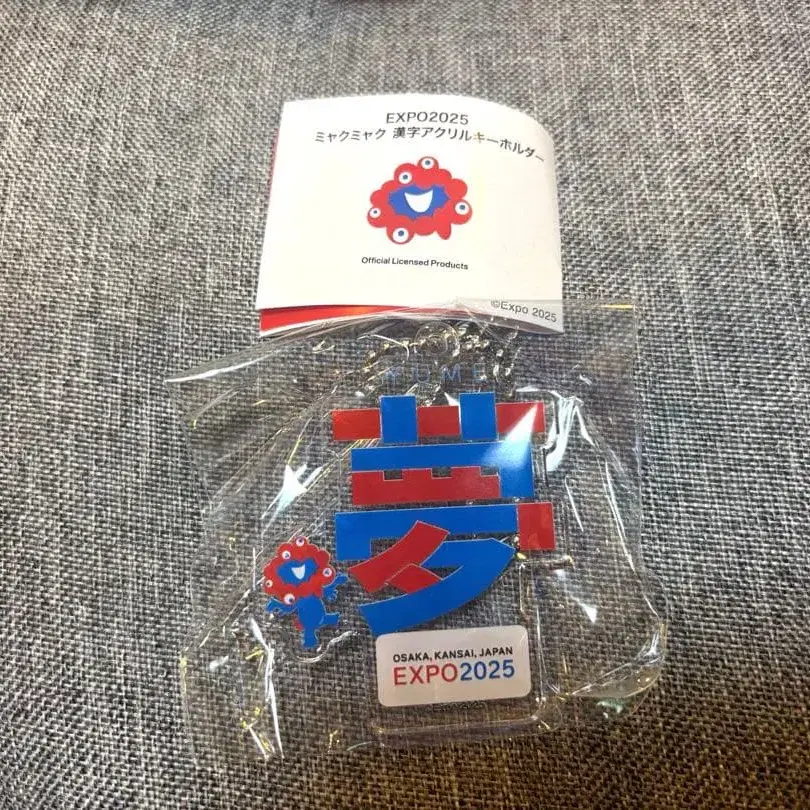 EXPO2025
ミャクミャク 漢字アクリルキーホルダー
Official Licensed Products
©Expo 2025
YUME
夢
OSAKA, KANSAI, JAPAN
EXPO2025